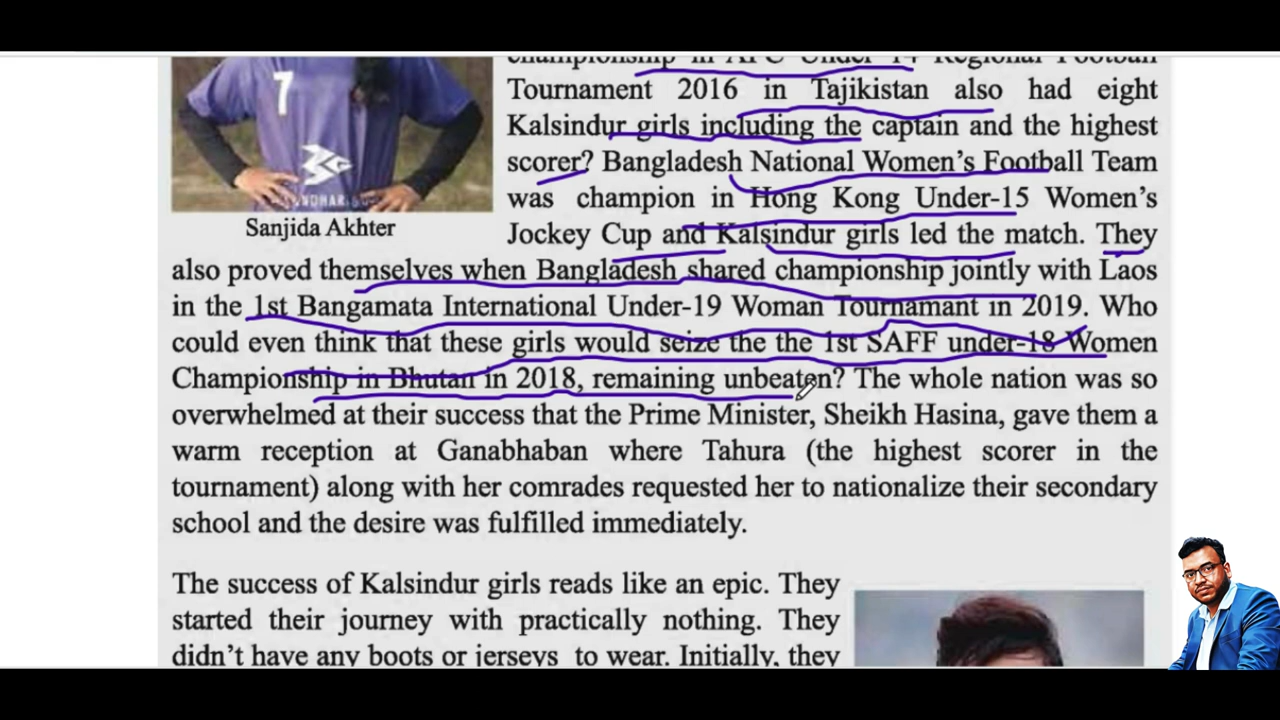 7
Sanjida Akhter
championship in AFC Under-14 Regional Football
Tournament 2016 in Tajikistan also had eight
Kalsindur girls including the captain and the highest
scorer? Bangladesh National Women's Football Team
was champion in Hong Kong Under-15 Women's
Jockey Cup and Kalsindur girls led the match. They
also proved themselves when Bangladesh shared championship jointly with Laos
in the 1st Bangamata International Under-19 Woman Tournamant in 2019. Who
could even think that these girls would seize the the 1st SAFF under-18 Women
Championship in Bhutan in 2018, remaining unbeaten? The whole nation was so
overwhelmed at their success that the Prime Minister, Sheikh Hasina, gave them a
warm reception at Ganabhaban where Tahura (the highest scorer in the
tournament) along with her comrades requested her to nationalize their secondary
school and the desire was fulfilled immediately.
The success of Kalsindur girls reads like an epic. They
started their journey with practically nothing. They
didn't have any boots or jerseys to wear. Initially, they